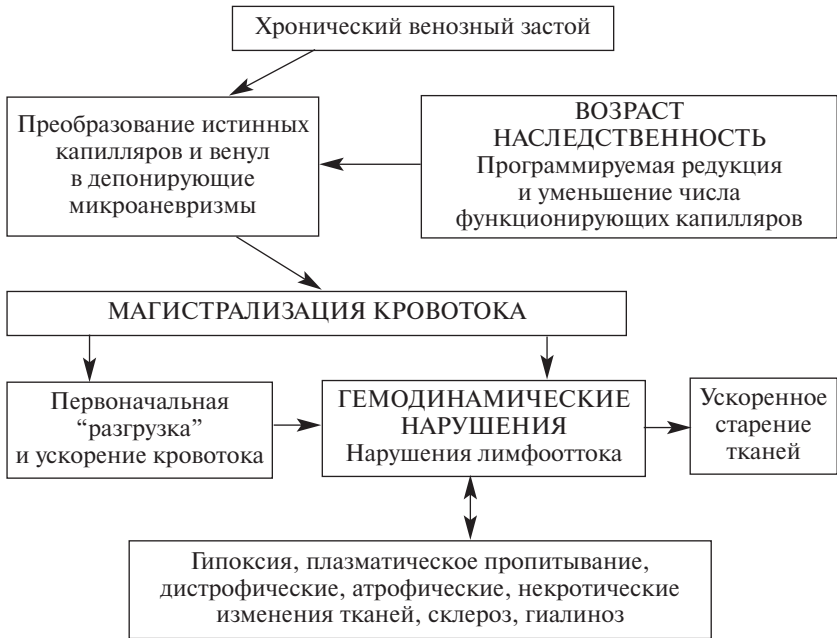 Хронический венозный застой
Преобразование истинных
капилляров и венул
в депонирующие
микроаневризмы
ВОЗРАСТ
НАСЛЕДСТВЕННОСТЬ
Программируемая редукция
и уменьшение числа
функционирующих капилляров
МАГИСТРАЛИЗАЦИЯ КРОВОТОКА
Первоначальная
“разгрузка”
и ускорение кровотока
ГЕМОДИНАМИЧЕСКИЕ
НАРУШЕНИЯ
Нарушения лимфооттока
Ускоренное
старение
тканей
Гипоксия, плазматическое пропитывание,
дистрофические, атрофические, некротические
изменения тканей, склероз, гиалиноз